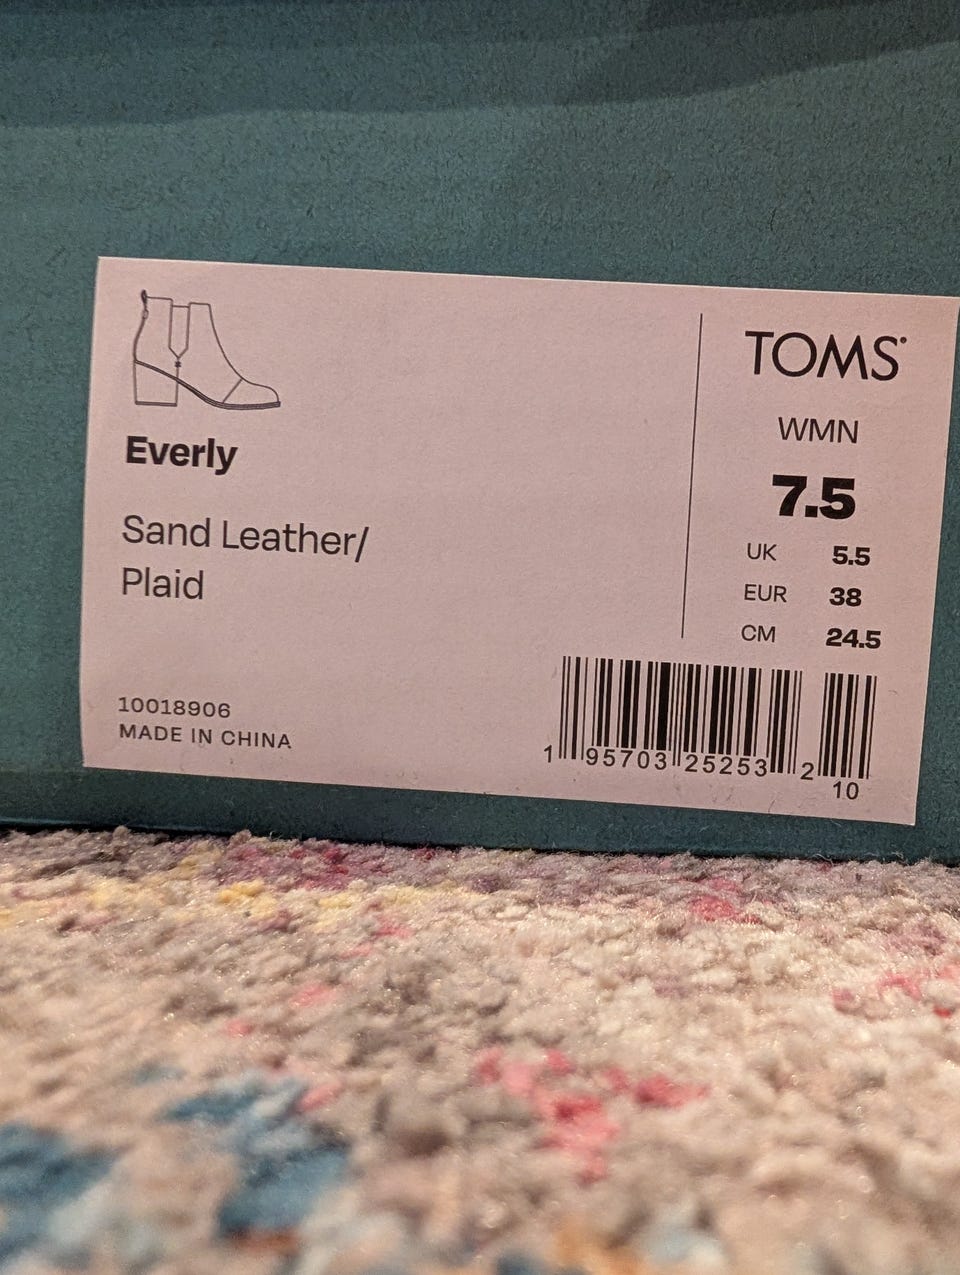 Everly
Sand Leather/
Plaid
10018906
MADE IN CHINA
TOMS
WMN
7.5
UK 5.5
EUR 38
CM 24.5
1 95703 25253 2
10